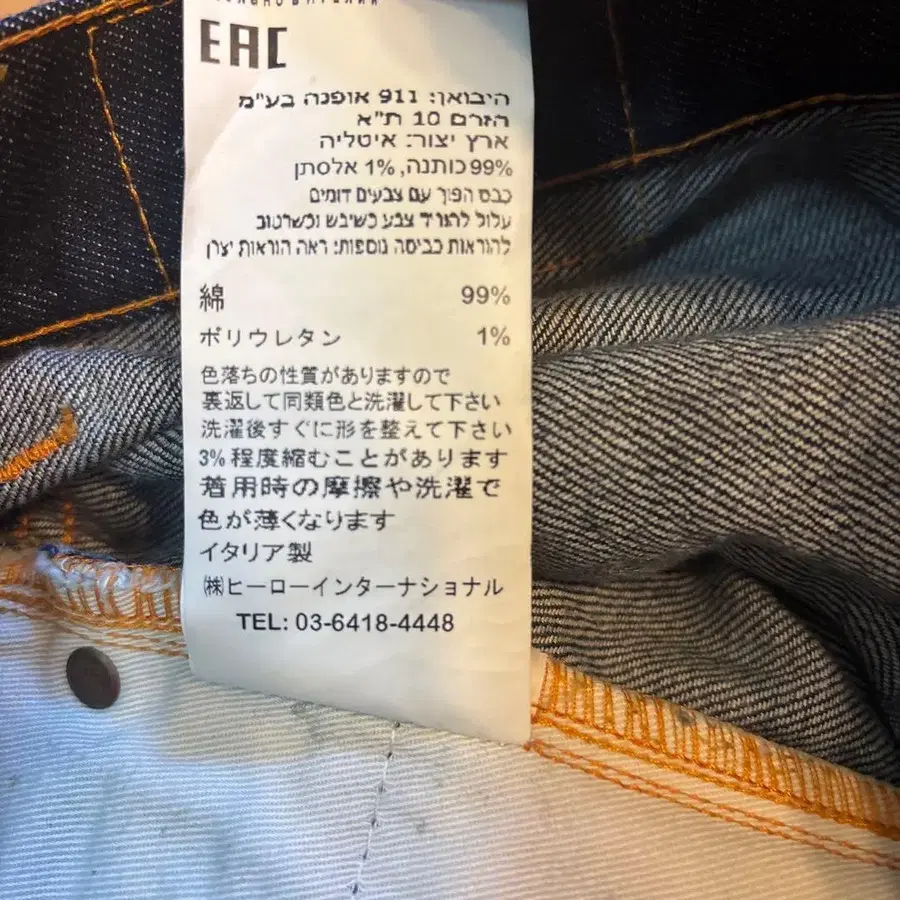 EAC
היבואן: 911 אופנה בע"מ
הזרם 10 ת"א
ארץ יצור: איטליה
99% כותנה, 1% אלסתן
כבס הפוך עם צבעים דומים
עלול להוריד צבע כשיבש וכשרטוב
להוראות כביסה נוספות: ראה הוראות יצרן
綿 99%
ポリウレタン 1%
色落ちの性質がありますので
裏返して同類色と洗濯して下さい
洗濯後すぐに形を整えて下さい
3%程度縮むことがあります
着用時の摩擦や洗濯で
色が薄くなります
イタリア製
㈱ヒーローインターナショナル
TEL: 03-6418-4448